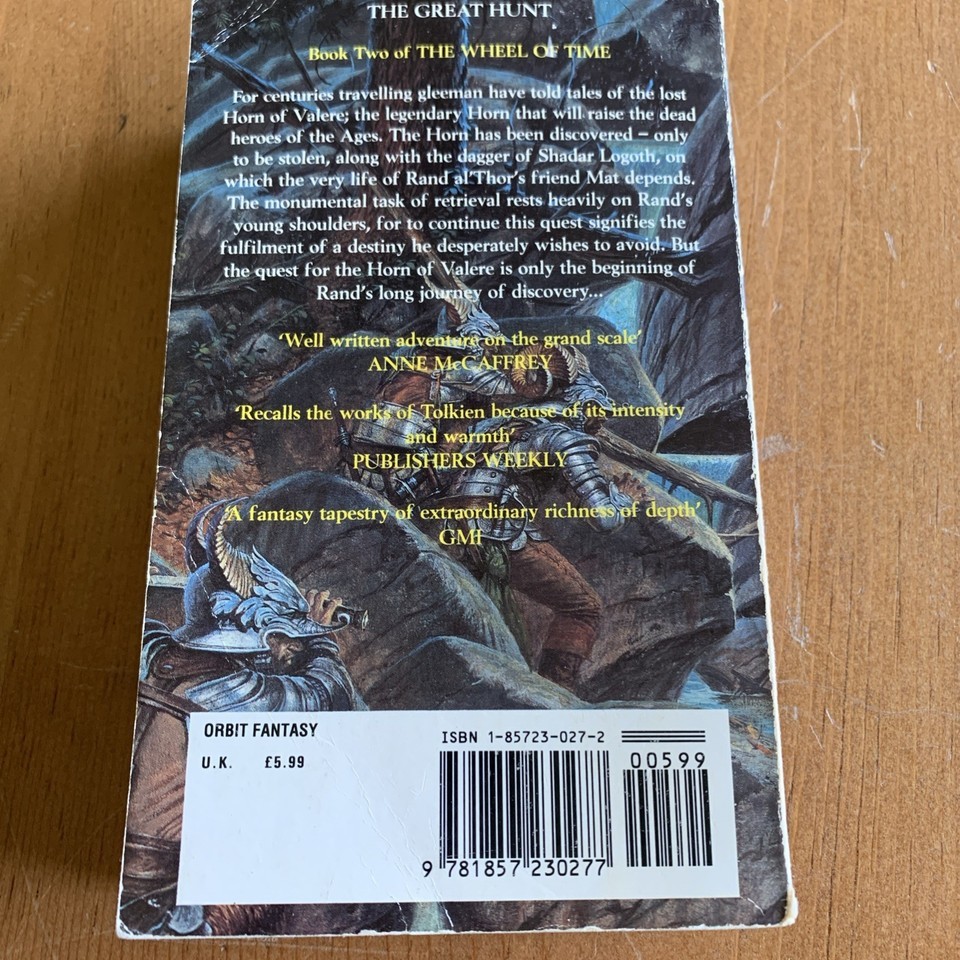 THE GREAT HUNT
Book Two of THE WHEEL OF TIME
For centuries travelling gleeman have told tales of the lost
Horn of Valere; the legendary Horn that will raise the dead
heroes of the Ages. The Horn has been discovered – only
to be stolen, along with the dagger of Shadar Logoth, on
which the very life of Rand al'Thor's friend Mat depends.
The monumental task of retrieval rests heavily on Rand's
young shoulders, for to continue this quest signifies the
fulfilment of a destiny he desperately wishes to avoid. But
the quest for the Horn of Valere is only the beginning of
Rand's long journey of discovery...
'Well written adventure on the grand scale'
ANNE McCAFFREY
'Recalls the works of Tolkien because of its intensity
and warmth'
PUBLISHERS WEEKLY
'A fantasy tapestry of extraordinary richness of depth'
GMI
ORBIT FANTASY
U.K. £5.99
ISBN 1-85723-027-2
00599
9 781857 230277